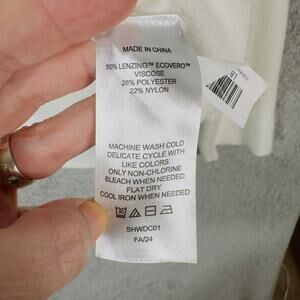 MADE IN CHINA
50% LENZING™ ECOVERO™
VISCOSE
28% POLYESTER
22% NYLON
MACHINE WASH COLD
DELICATE CYCLE WITH
LIKE COLORS
ONLY NON-CHLORINE
BLEACH WHEN NEEDED
FLAT DRY
COOL IRON WHEN NEEDED
SHWDC01
FA/24